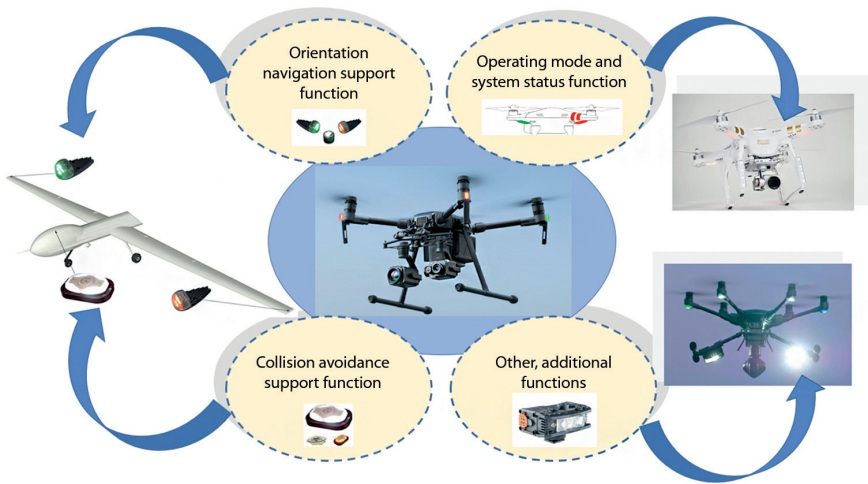 Orientation
navigation support
function
Operating mode and
system status function
Collision avoidance
support function
Other, additional
functions